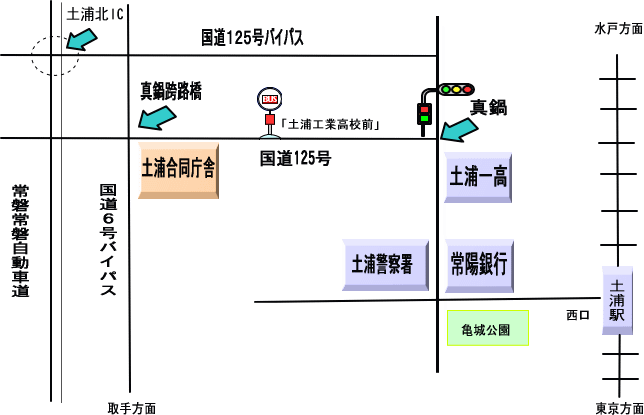 土浦北IC
国道125号バイパス
水戸方面
真鍋跨路橋
BUS
「土浦工業高校前」
真鍋
国道125号
土浦合同庁舎
土浦一高
常磐常磐自動車道
国道6号バイパス
土浦警察署
常陽銀行
土浦駅
西口
亀城公園
取手方面
東京方面